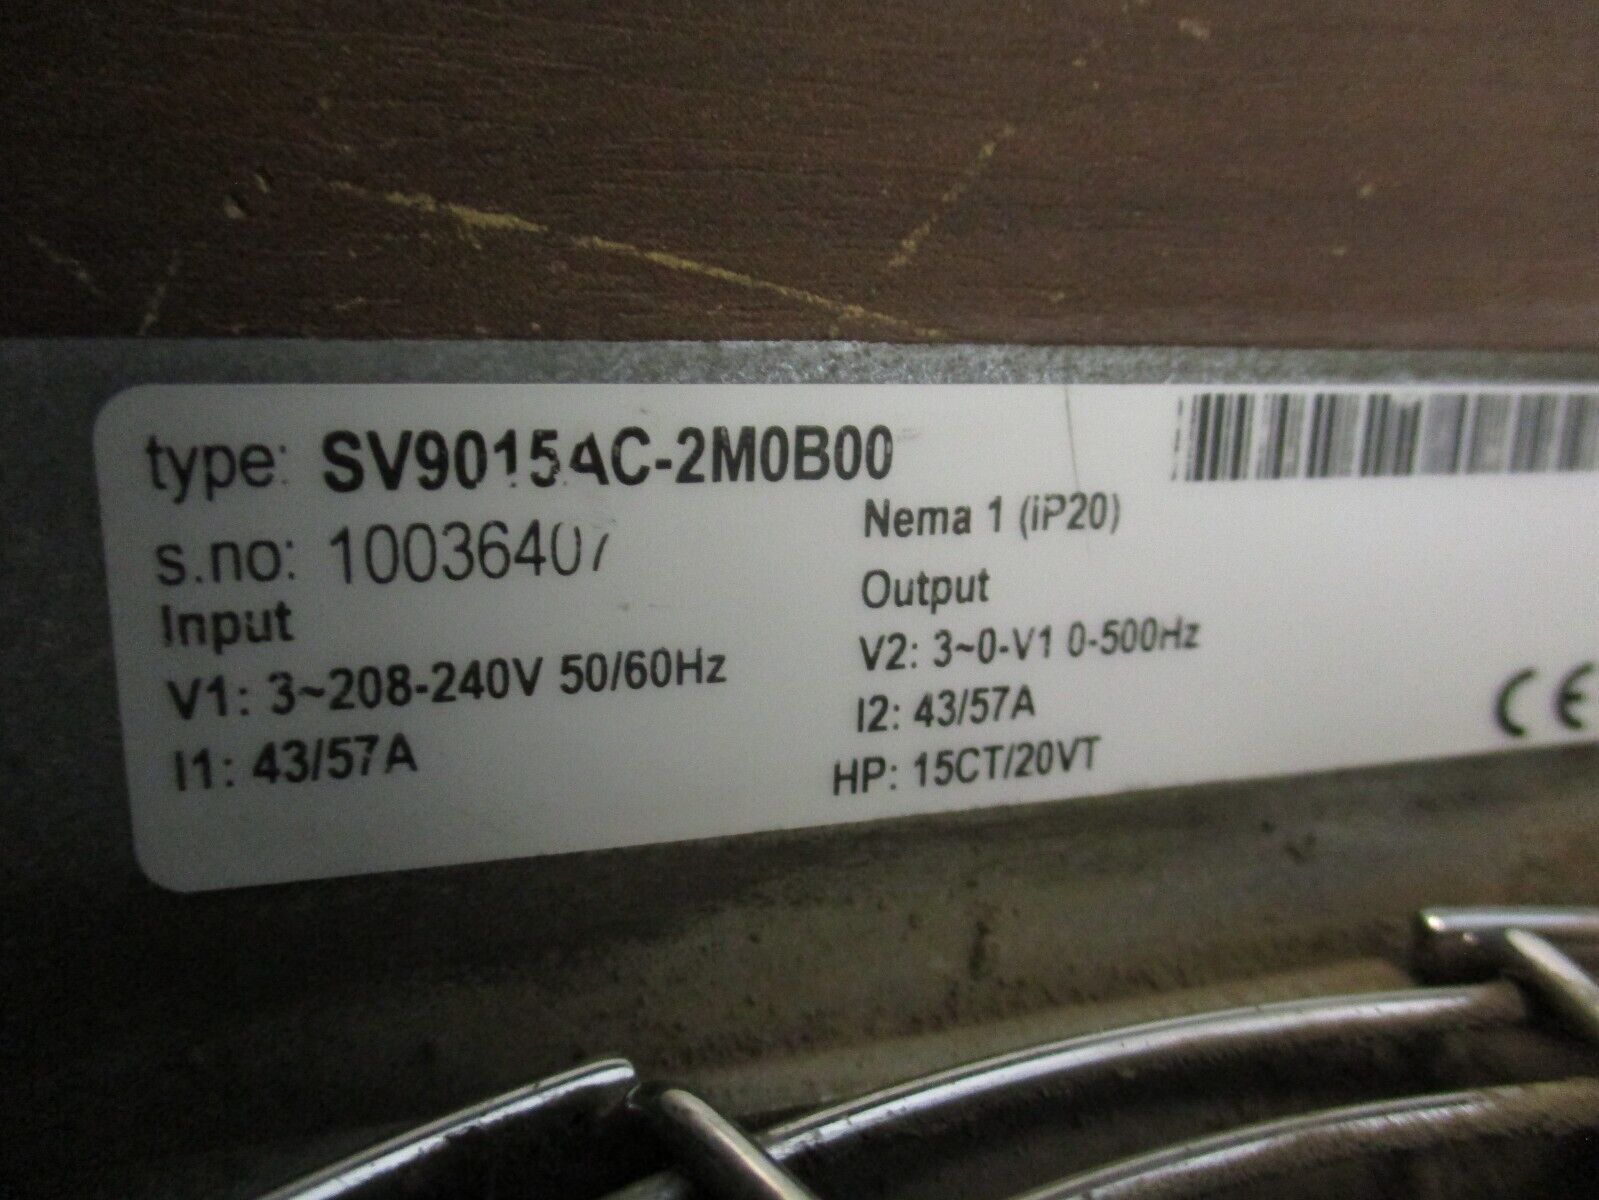 type: SV9015AC-2M0B00
s.no: 10036407
Nema 1 (iP20)
Input
V1: 3~208-240V 50/60Hz
I1: 43/57A
Output
V2: 3~0-V1 0-500Hz
I2: 43/57A
HP: 15CT/20VT
CE